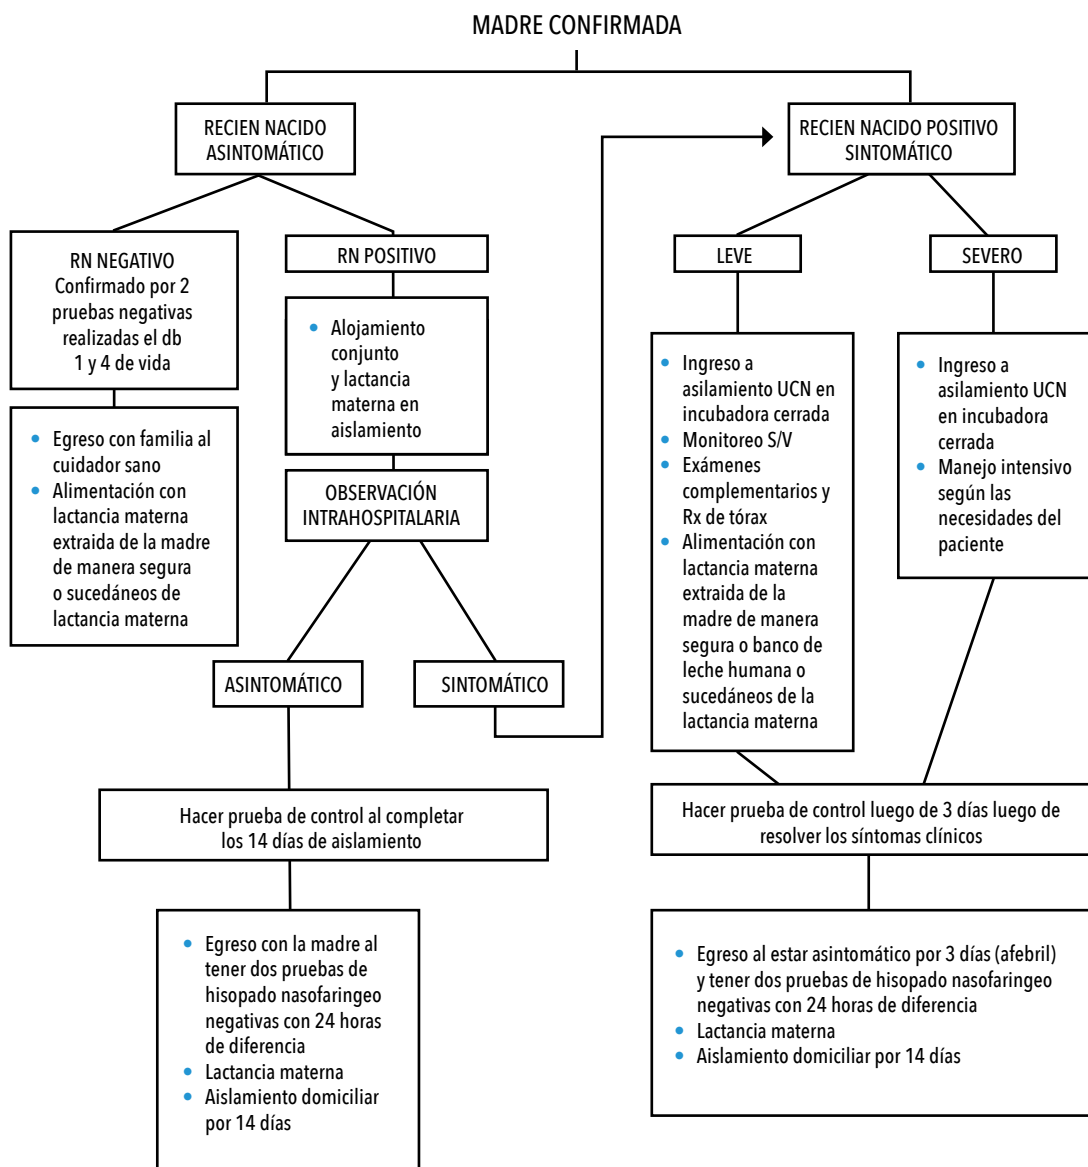 MADRE CONFIRMADA
RECIEN NACIDO
ASINTOMÁTICO
RECIEN NACIDO POSITIVO
SINTOMÁTICO
RN NEGATIVO
Confirmado por 2
pruebas negativas
realizadas el db
1 y 4 de vida
RN POSITIVO
LEVE
SEVERO
• Alojamiento
conjunto
y lactancia
materna en
aislamiento
• Egreso con familia al
cuidador sano
• Alimentación con
lactancia materna
extraida de la madre
de manera segura
o sucedáneos de
lactancia materna
OBSERVACIÓN
INTRAHOSPITALARIA
• Ingreso a
asilamiento UCN en
incubadora cerrada
• Monitoreo S/V
• Exámenes
complementarios y
Rx de tórax
• Alimentación con
lactancia materna
extraida de la
madre de manera
segura o banco de
leche humana o
sucedáneos de la
lactancia materna
• Ingreso a
asilamiento UCN
en incubadora
cerrada
• Manejo intensivo
según las
necesidades del
paciente
ASINTOMÁTICO
SINTOMÁTICO
Hacer prueba de control al completar
los 14 días de aislamiento
Hacer prueba de control luego de 3 días luego de
resolver los síntomas clínicos
• Egreso con la madre al
tener dos pruebas de
hisopado nasofaringeo
negativas con 24 horas
de diferencia
• Lactancia materna
• Aislamiento domiciliar
por 14 días
• Egreso al estar asintomático por 3 días (afebril)
y tener dos pruebas de hisopado nasofaringeo
negativas con 24 horas de diferencia
• Lactancia materna
• Aislamiento domiciliar por 14 días